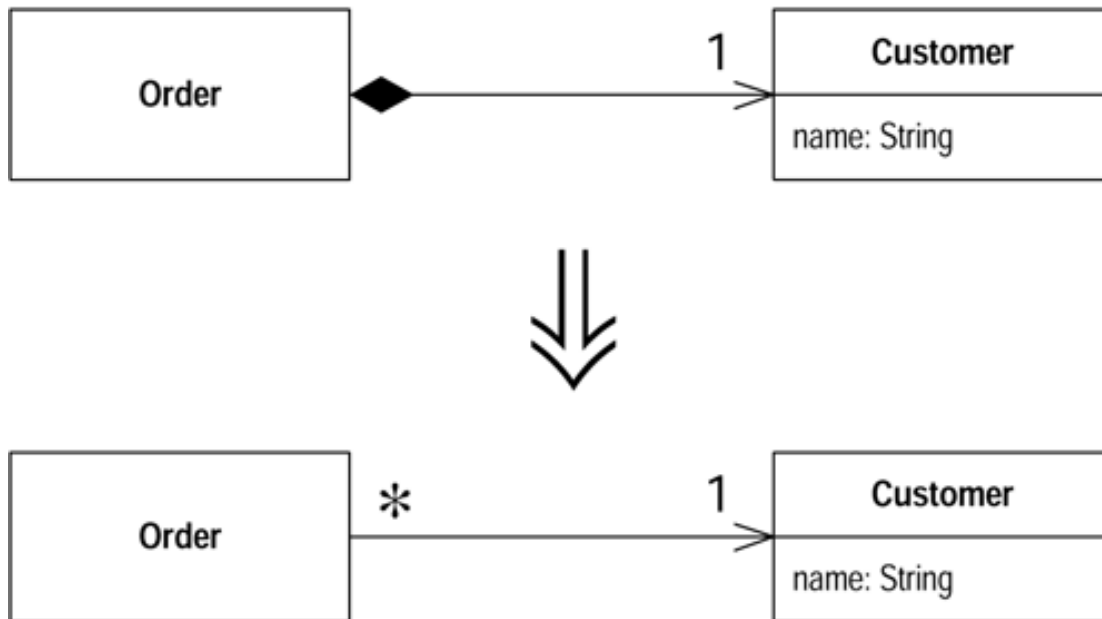 Order 1 Customer
name: String
Order * 1 Customer
name: String